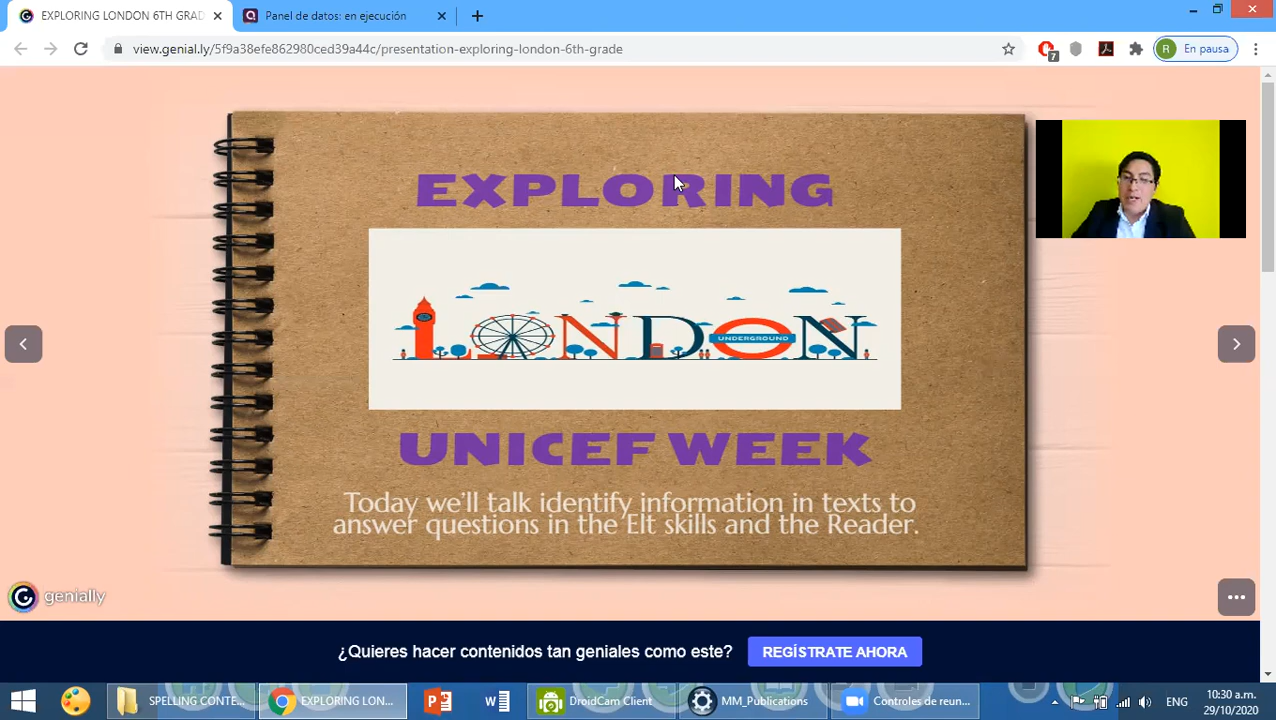 EXPLORING LONDON 6TH GRAD
Panel de datos: en ejecución
view.genial.ly/5f9a38efe862980ced39a44c/presentation-exploring-london-6th-grade
7
R
En pausa
EXPLORING
LONDON
UNDERGROUND
UNICEF WEEK
Today we'll talk identify information in texts to
answer questions in the Elt skills and the Reader.
genially
¿Quieres hacer contenidos tan geniales como este?
REGÍSTRATE AHORA
SPELLING CONTE...
EXPLORING LON...
DroidCam Client
MM_Publications
Controles de reun...
ENG
10:30 a.m.
29/10/2020